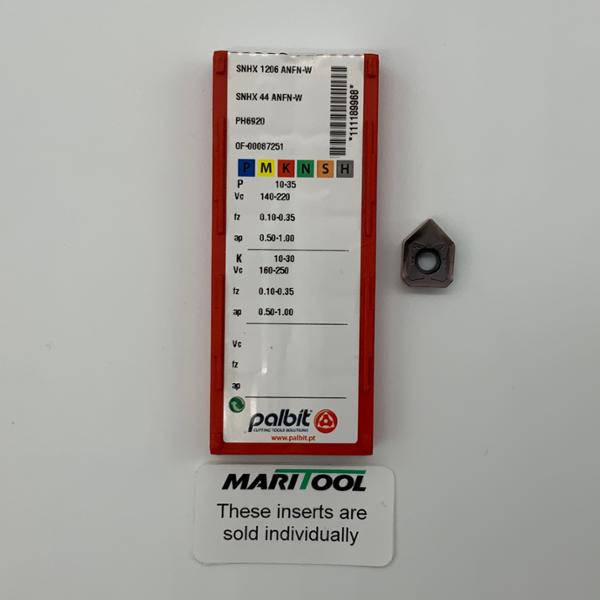 SNHX 1206 ANFN-W
SNHX 44 ANFN-W
PH6920
OF-00087251
*111189968*
P M K N S H
P 10-35
Vc 140-220
fz 0.10-0.35
ap 0.50-1.00
K 10-30
Vc 160-250
fz 0.10-0.35
ap 0.50-1.00
Vc
fz
ap
palbit
CUTTING TOOLS SOLUTIONS
www.palbit.pt
MARITOOL
These inserts are
sold individually